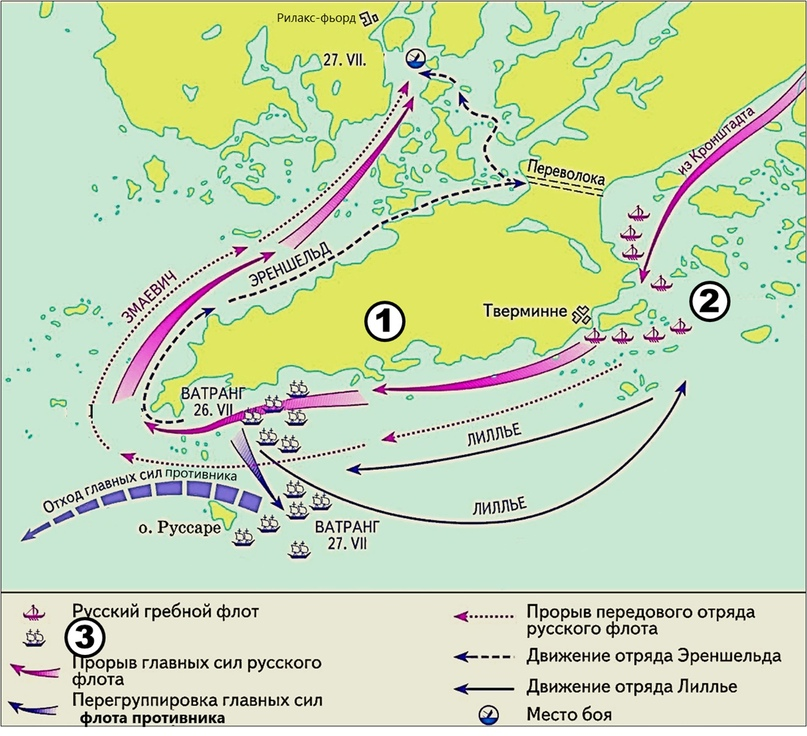 Рилакс-фьорд
27. VII.
из Кронштадта
Переволока
ЭРЕНШЕЛЬД
ЗМАЕВИЧ
2
1
Тверминне
ВАТРАНГ
26. VII
ЛИЛЛЬЕ
Отход главных сил противника
ЛИЛЛЬЕ
о. Руссаре
ВАТРАНГ
27. VII
Русский гребной флот
3
Прорыв главных сил русского
флота
Перегруппировка главных сил
флота противника
Прорыв передового отряда
русского флота
Движение отряда Эреншельда
Движение отряда Лиллье
Место боя